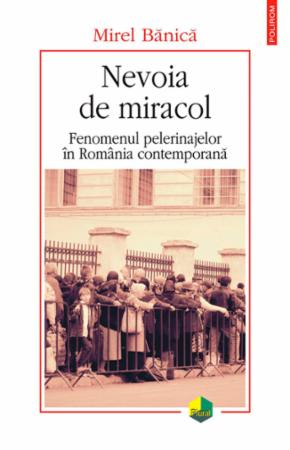 POLIROM
Mirel Bănică
Nevoia
de miracol
Fenomenul pelerinajelor
în România contemporană
Plural